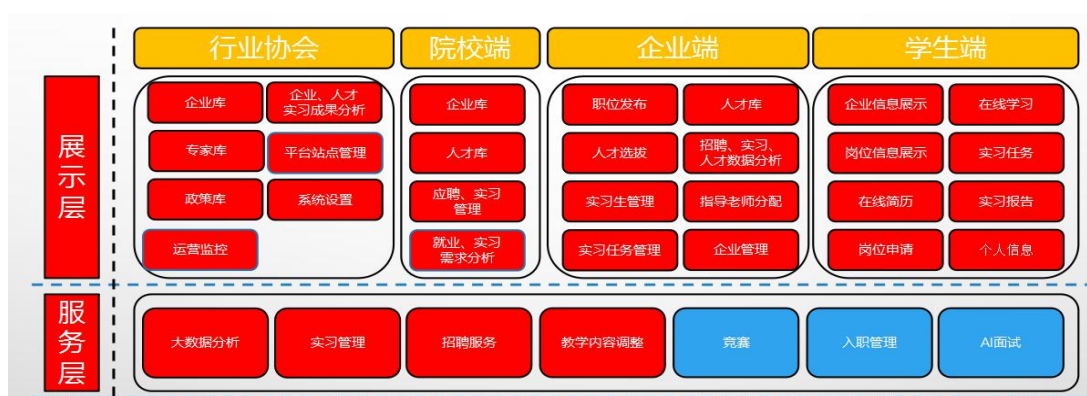 行业协会
院校端
企业端
学生端
展示层
企业库
企业、人才
实习成果分析
专家库
平台站点管理
政策库
系统设置
运营监控
企业库
人才库
应聘、实习
管理
就业、实习
需求分析
职位发布
人才库
人才选拔
招聘、实习、
人才数据分析
实习生管理
指导老师分配
实习任务管理
企业管理
企业信息展示
在线学习
岗位信息展示
实习任务
在线简历
实习报告
岗位申请
个人信息
服务层
大数据分析
实习管理
招聘服务
教学内容调整
竞赛
入职管理
AI面试